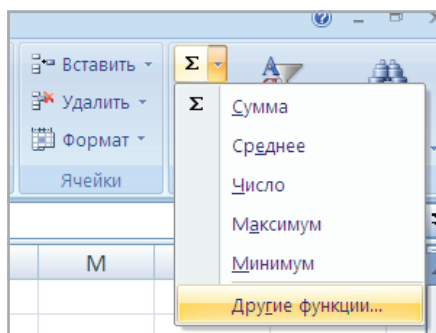 Вставить
Удалить
Формат
Ячейки
Σ
Σ Сумма
Среднее
Число
Максимум
Минимум
Другие функции...
M